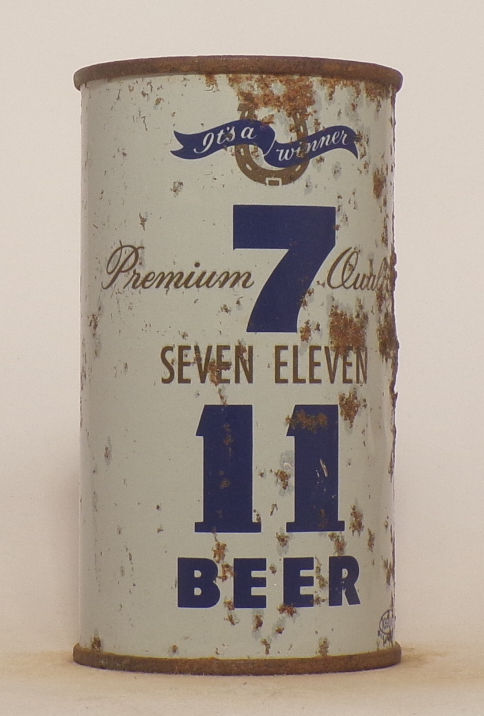 It's a winner
7
Premium
SEVEN ELEVEN
11
BEER